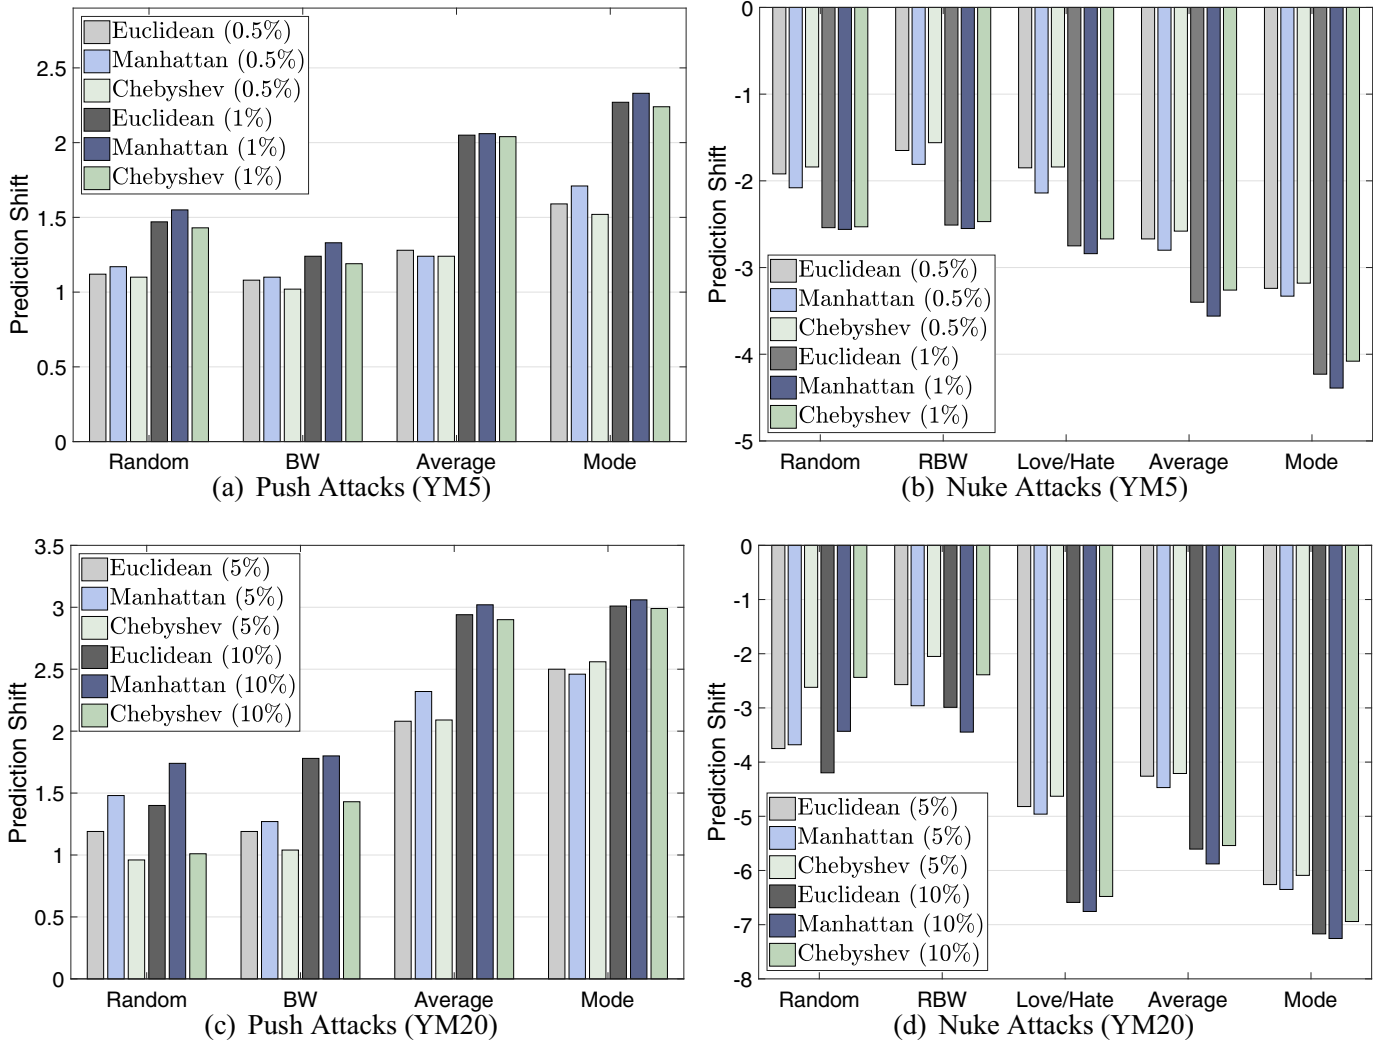 Euclidean (0.5%)
Manhattan (0.5%)
Chebyshev (0.5%)
Euclidean (1%)
Manhattan (1%)
Chebyshev (1%)
Prediction Shift
2.5
2
1.5
1
0.5
0
Random BW Average Mode
(a) Push Attacks (YM5)
0
-1
-2
-3
-4
-5
Prediction Shift
Euclidean (0.5%)
Manhattan (0.5%)
Chebyshev (0.5%)
Euclidean (1%)
Manhattan (1%)
Chebyshev (1%)
Random RBW Love/Hate Average Mode
(b) Nuke Attacks (YM5)
3.5
3
2.5
2
1.5
1
0.5
0
Prediction Shift
Euclidean (5%)
Manhattan (5%)
Chebyshev (5%)
Euclidean (10%)
Manhattan (10%)
Chebyshev (10%)
Random BW Average Mode
(c) Push Attacks (YM20)
0
-1
-2
-3
-4
-5
-6
-7
-8
Prediction Shift
Euclidean (5%)
Manhattan (5%)
Chebyshev (5%)
Euclidean (10%)
Manhattan (10%)
Chebyshev (10%)
Random RBW Love/Hate Average Mode
(d) Nuke Attacks (YM20)